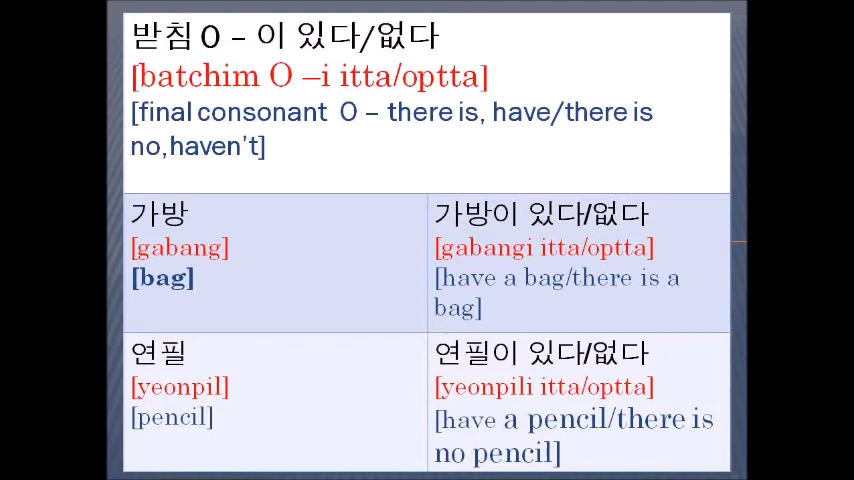 받침 O – 이 있다/없다
[batchim O –i itta/optta]
[final consonant O – there is, have/there is
no,haven't]
가방
[gabang]
[bag]
가방이 있다/없다
[gabangi itta/optta]
[have a bag/there is a
bag]
연필
[yeonpil]
[pencil]
연필이 있다/없다
[yeonpili itta/optta]
[have a pencil/there is
no pencil]